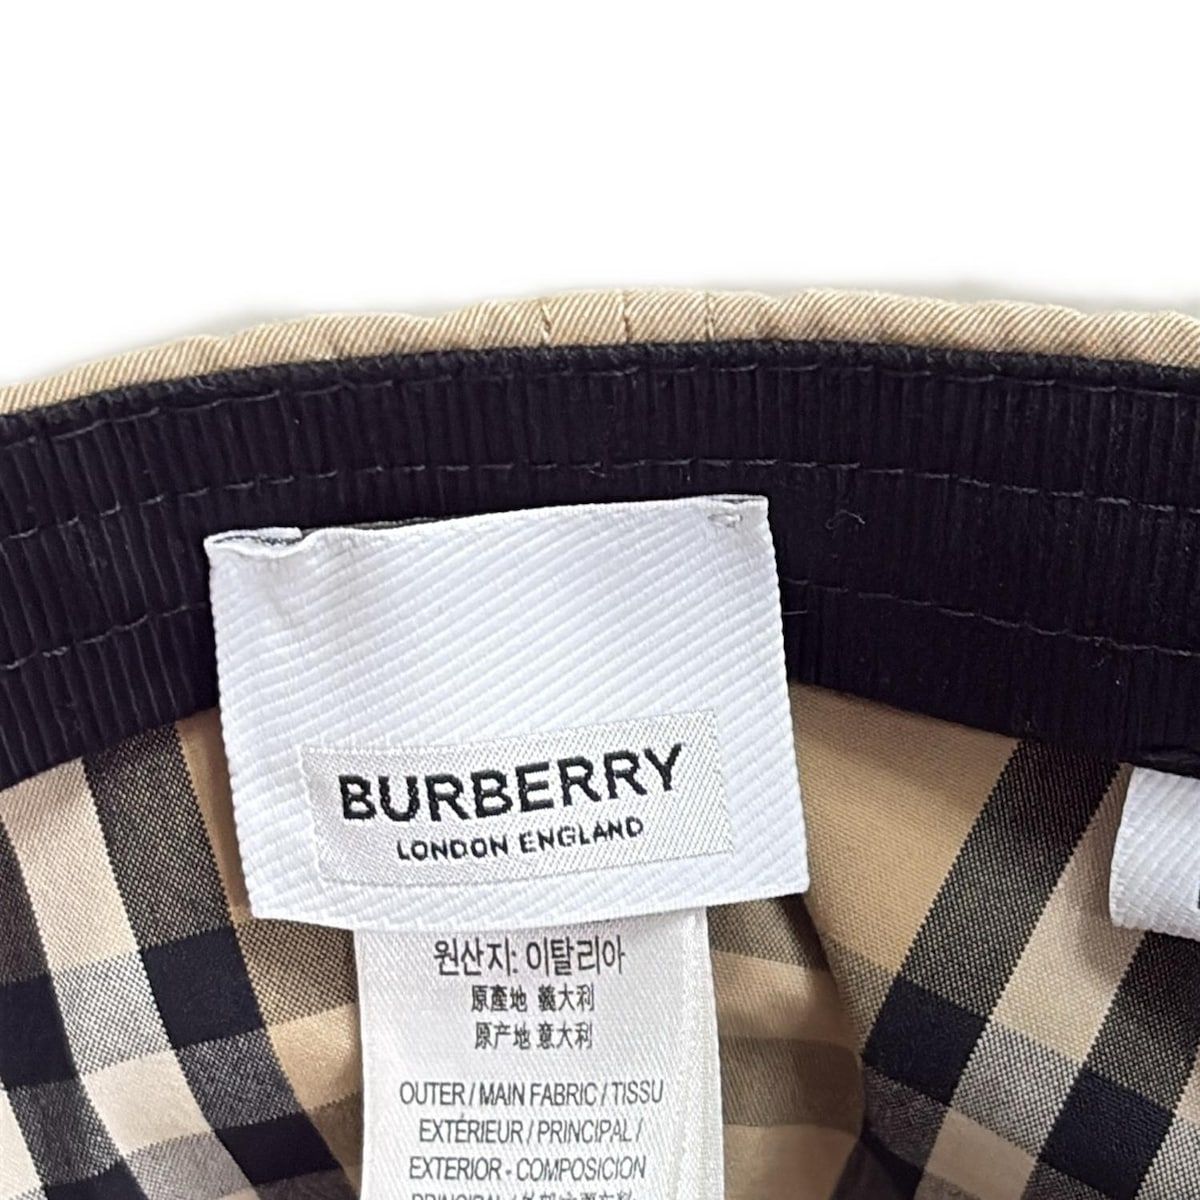 BURBERRY
LONDON ENGLAND
원산지: 이탈리아
原產地 義大利
原产地 意大利
OUTER / MAIN FABRIC / TISSU
EXTÉRIEUR / PRINCIPAL /
EXTERIOR - COMPOSICION
PRINCIPAL /